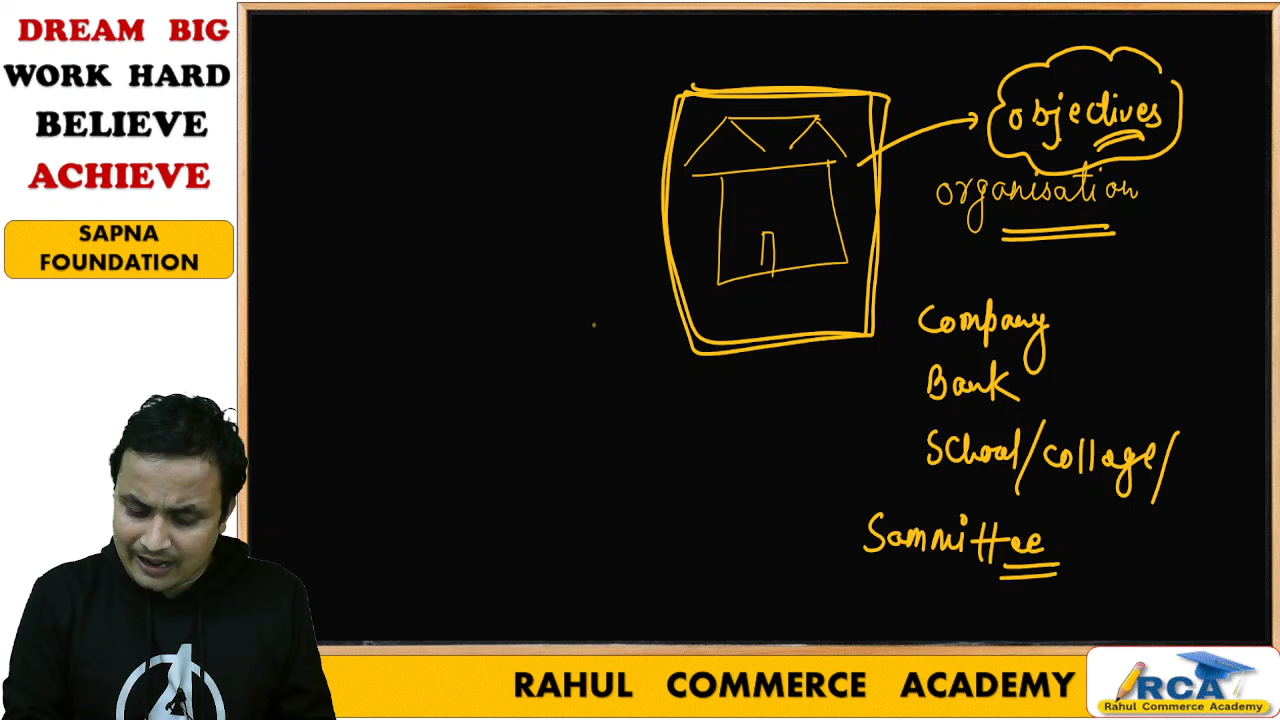 DREAM BIG
WORK HARD
BELIEVE
ACHIEVE
SAPNA
FOUNDATION
objectives
organisation
Company
Bank
School/collage/
Sammittee
RAHUL COMMERCE ACADEMY
RCA
Rahul Commerce Academy